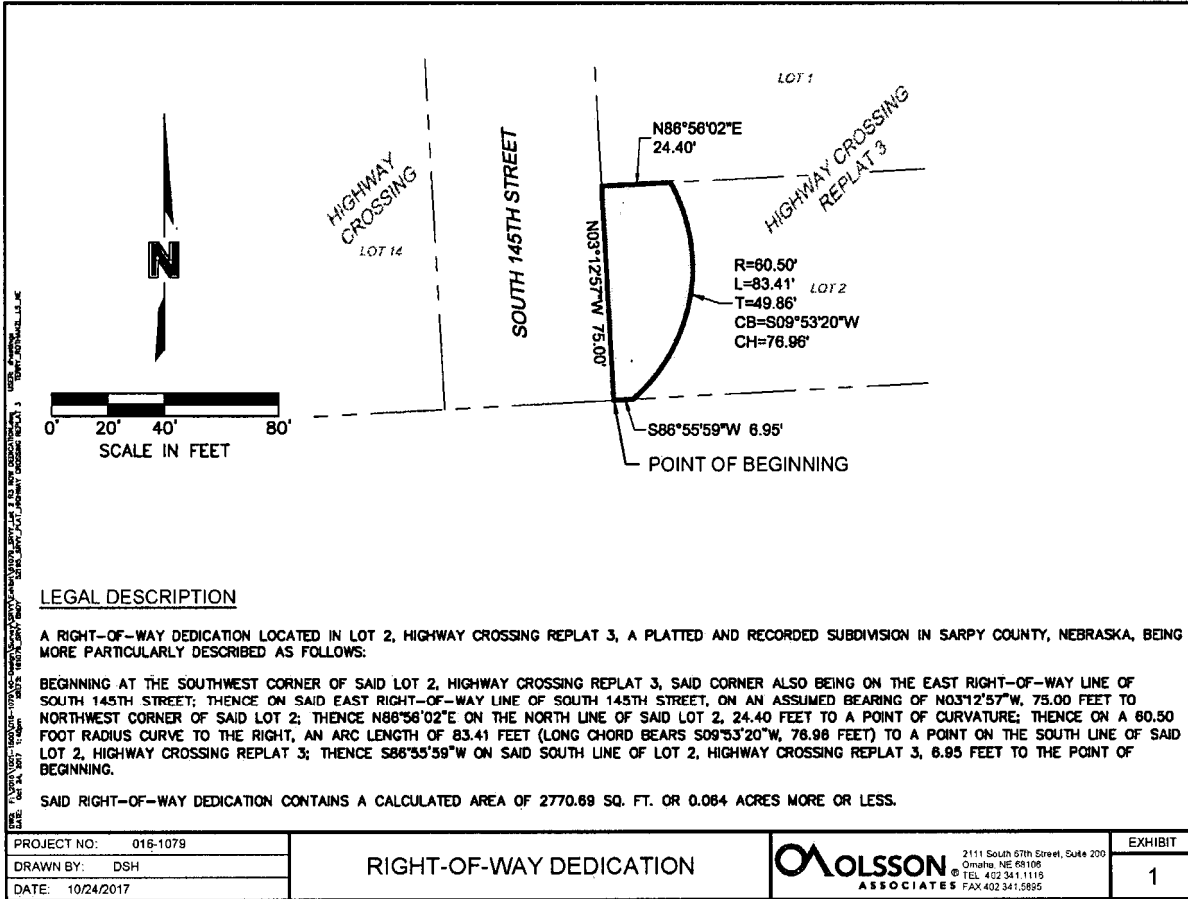 LOT 1
N86°56'02"E
24.40'
HIGHWAY CROSSING
REPLAT 3
HIGHWAY
CROSSING
LOT 14
SOUTH 145TH STREET
N
N03°12'57"W 75.00'
R=60.50'
L=83.41'
T=49.86'
CB=S09°53'20"W
CH=76.96'
LOT 2
0' 20' 40' 80'
SCALE IN FEET
S86°55'59"W 6.95'
POINT OF BEGINNING
LEGAL DESCRIPTION
A RIGHT-OF-WAY DEDICATION LOCATED IN LOT 2, HIGHWAY CROSSING REPLAT 3, A PLATTED AND RECORDED SUBDIVISION IN SARPY COUNTY, NEBRASKA, BEING
MORE PARTICULARLY DESCRIBED AS FOLLOWS:
BEGINNING AT THE SOUTHWEST CORNER OF SAID LOT 2, HIGHWAY CROSSING REPLAT 3, SAID CORNER ALSO BEING ON THE EAST RIGHT-OF-WAY LINE OF
SOUTH 145TH STREET; THENCE ON SAID EAST RIGHT-OF-WAY LINE OF SOUTH 145TH STREET, ON AN ASSUMED BEARING OF N03°12'57"W, 75.00 FEET TO
NORTHWEST CORNER OF SAID LOT 2; THENCE N86°56'02"E ON THE NORTH LINE OF SAID LOT 2, 24.40 FEET TO A POINT OF CURVATURE; THENCE ON A 60.50
FOOT RADIUS CURVE TO THE RIGHT, AN ARC LENGTH OF 83.41 FEET (LONG CHORD BEARS S09°53'20"W, 76.96 FEET) TO A POINT ON THE SOUTH LINE OF SAID
LOT 2, HIGHWAY CROSSING REPLAT 3; THENCE S86°55'59"W ON SAID SOUTH LINE OF LOT 2, HIGHWAY CROSSING REPLAT 3, 6.95 FEET TO THE POINT OF
BEGINNING.
SAID RIGHT-OF-WAY DEDICATION CONTAINS A CALCULATED AREA OF 2770.69 SQ. FT. OR 0.064 ACRES MORE OR LESS.
PROJECT NO: 016-1079
DRAWN BY: DSH
DATE: 10/24/2017
RIGHT-OF-WAY DEDICATION
OLSSON ®
ASSOCIATES
2111 South 67th Street, Suite 200
Omaha, NE 68106
TEL 402.341.1116
FAX 402.341.5895
EXHIBIT
1